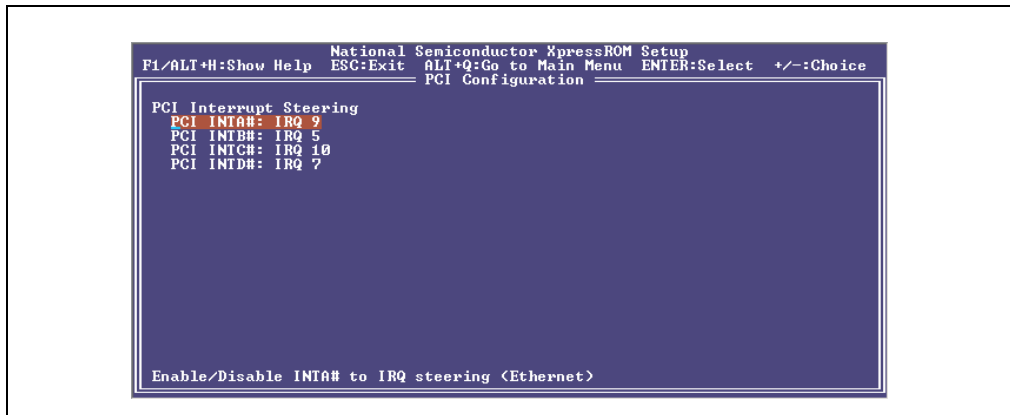 National Semiconductor XpressROM Setup
F1/ALT+H:Show Help ESC:Exit ALT+Q:Go to Main Menu ENTER:Select +/-:Choice
PCI Configuration
PCI Interrupt Steering
PCI INTA#: IRQ 9
PCI INTB#: IRQ 5
PCI INTC#: IRQ 10
PCI INTD#: IRQ 7
Enable/Disable INTA# to IRQ steering (Ethernet)